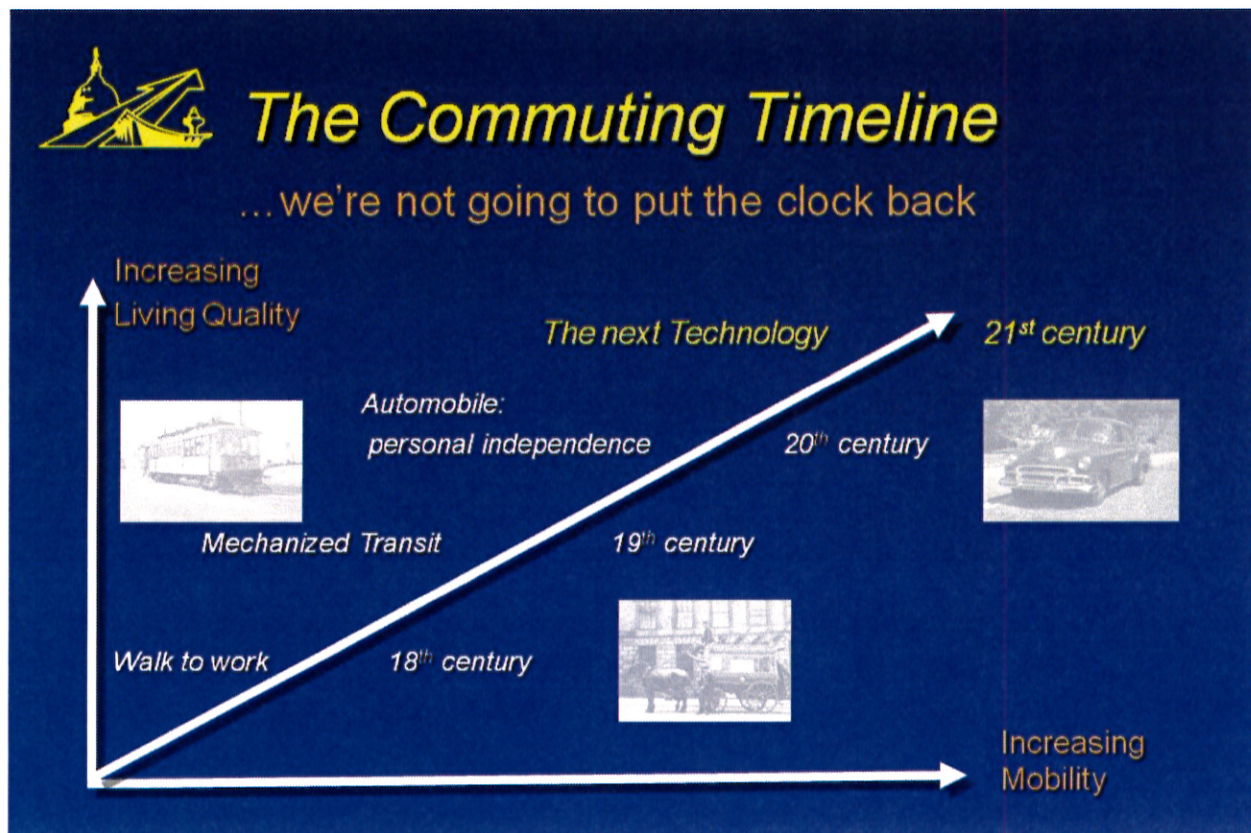 The Commuting Timeline
...we're not going to put the clock back
Increasing
Living Quality
The next Technology
21st century
Automobile:
personal independence
20th century
Mechanized Transit
19th century
Walk to work
18th century
Increasing
Mobility